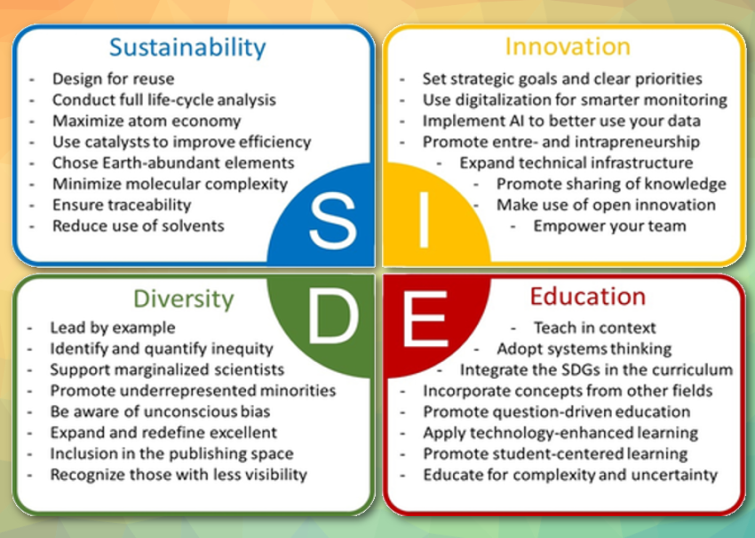 Sustainability
- Design for reuse
- Conduct full life-cycle analysis
- Maximize atom economy
- Use catalysts to improve efficiency
- Chose Earth-abundant elements
- Minimize molecular complexity
- Ensure traceability
- Reduce use of solvents
S
Innovation
- Set strategic goals and clear priorities
- Use digitalization for smarter monitoring
- Implement AI to better use your data
- Promote entre- and intrapreneurship
- Expand technical infrastructure
- Promote sharing of knowledge
- Make use of open innovation
- Empower your team
I
Diversity
- Lead by example
- Identify and quantify inequity
- Support marginalized scientists
- Promote underrepresented minorities
- Be aware of unconscious bias
- Expand and redefine excellent
- Inclusion in the publishing space
- Recognize those with less visibility
D
Education
- Teach in context
- Adopt systems thinking
- Integrate the SDGs in the curriculum
- Incorporate concepts from other fields
- Promote question-driven education
- Apply technology-enhanced learning
- Promote student-centered learning
- Educate for complexity and uncertainty
E